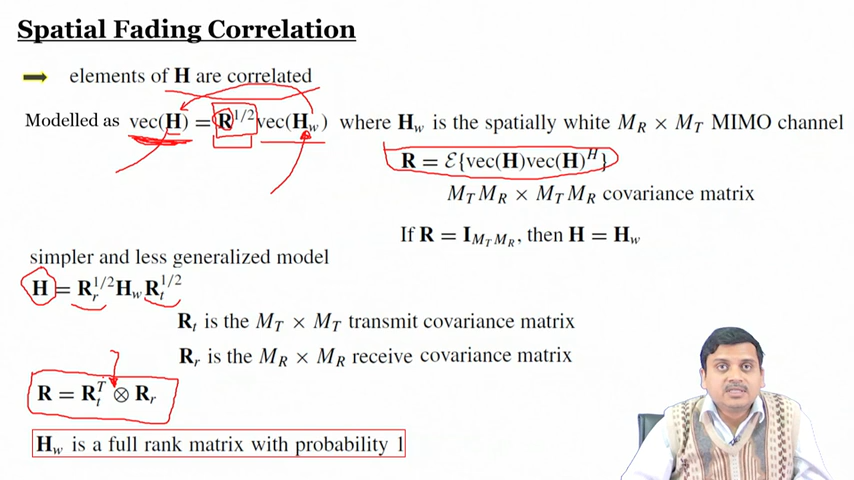 Spatial Fading Correlation
elements of H are correlated
Modelled as vec(H) = R^{1/2} vec(H_w) where H_w is the spatially white M_R × M_T MIMO channel
R = ℰ{vec(H)vec(H)^H}
M_T M_R × M_T M_R covariance matrix
If R = I_{M_T M_R}, then H = H_w
simpler and less generalized model
H = R_r^{1/2} H_w R_t^{1/2}
R_t is the M_T × M_T transmit covariance matrix
R_r is the M_R × M_R receive covariance matrix
R = R_t^T ⊗ R_r
H_w is a full rank matrix with probability 1